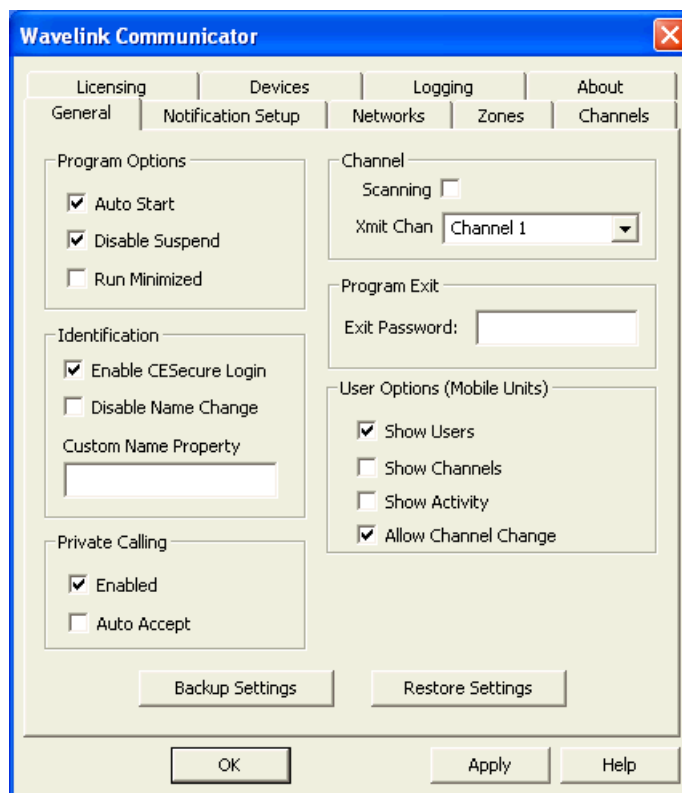 Wavelink Communicator
Licensing Devices Logging About
General Notification Setup Networks Zones Channels
Program Options
Auto Start
Disable Suspend
Run Minimized
Identification
Enable CESecure Login
Disable Name Change
Custom Name Property
Private Calling
Enabled
Auto Accept
Channel
Scanning
Xmit Chan Channel 1
Program Exit
Exit Password:
User Options (Mobile Units)
Show Users
Show Channels
Show Activity
Allow Channel Change
Backup Settings Restore Settings
OK Apply Help